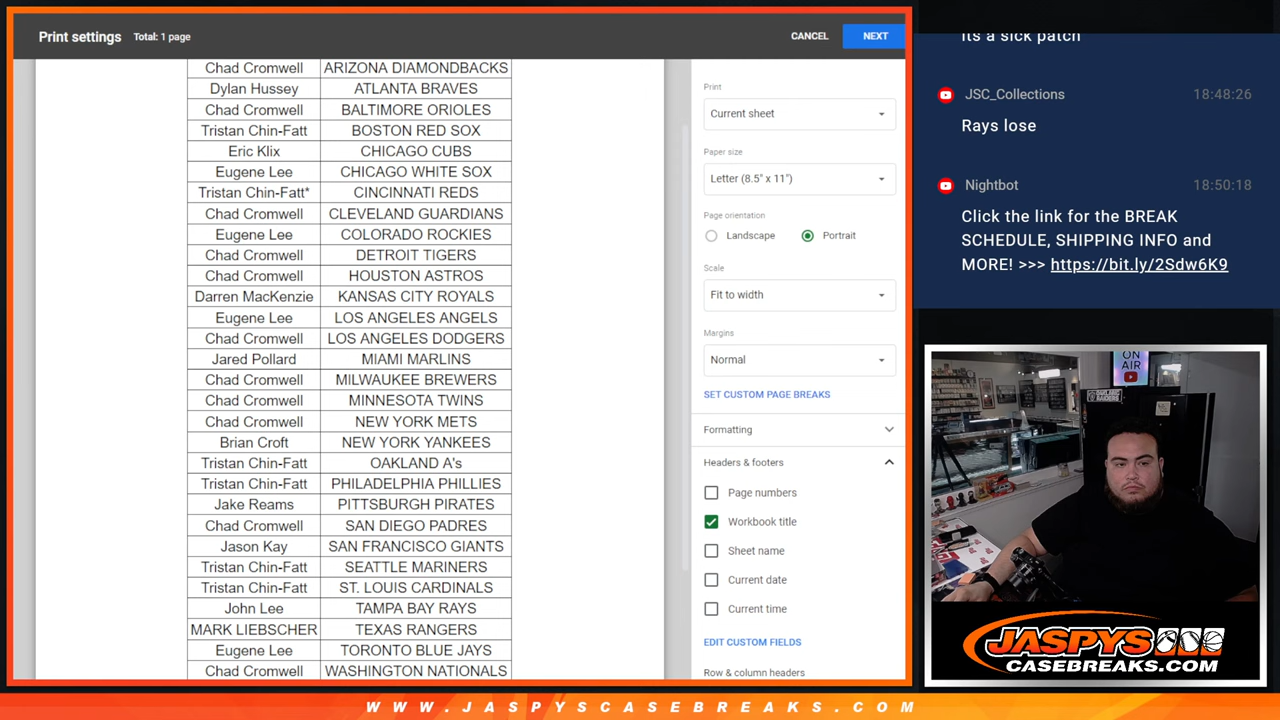 Print settings Total: 1 page CANCEL NEXT
Chad Cromwell ARIZONA DIAMONDBACKS
Dylan Hussey ATLANTA BRAVES
Chad Cromwell BALTIMORE ORIOLES
Tristan Chin-Fatt BOSTON RED SOX
Eric Klix CHICAGO CUBS
Eugene Lee CHICAGO WHITE SOX
Tristan Chin-Fatt* CINCINNATI REDS
Chad Cromwell CLEVELAND GUARDIANS
Eugene Lee COLORADO ROCKIES
Chad Cromwell DETROIT TIGERS
Chad Cromwell HOUSTON ASTROS
Darren MacKenzie KANSAS CITY ROYALS
Eugene Lee LOS ANGELES ANGELS
Chad Cromwell LOS ANGELES DODGERS
Jared Pollard MIAMI MARLINS
Chad Cromwell MILWAUKEE BREWERS
Chad Cromwell MINNESOTA TWINS
Chad Cromwell NEW YORK METS
Brian Croft NEW YORK YANKEES
Tristan Chin-Fatt OAKLAND A's
Tristan Chin-Fatt PHILADELPHIA PHILLIES
Jake Reams PITTSBURGH PIRATES
Chad Cromwell SAN DIEGO PADRES
Jason Kay SAN FRANCISCO GIANTS
Tristan Chin-Fatt SEATTLE MARINERS
Tristan Chin-Fatt ST. LOUIS CARDINALS
John Lee TAMPA BAY RAYS
MARK LIEBSCHER TEXAS RANGERS
Eugene Lee TORONTO BLUE JAYS
Chad Cromwell WASHINGTON NATIONALS
Print
Current sheet
Paper size
Letter (8.5" x 11")
Page orientation
Landscape Portrait
Scale
Fit to width
Margins
Normal
SET CUSTOM PAGE BREAKS
Formatting
Headers & footers
Page numbers
Workbook title
Sheet name
Current date
Current time
EDIT CUSTOM FIELDS
Row & column headers
its a sick patch
JSC_Collections 18:48:26
Rays lose
Nightbot 18:50:18
Click the link for the BREAK
SCHEDULE, SHIPPING INFO and
MORE! >>> https://bit.ly/2Sdw6K9
ON
AIR
JASPYS
CASEBREAKS.COM
WWW.JASPYSCASEBREAKS.COM